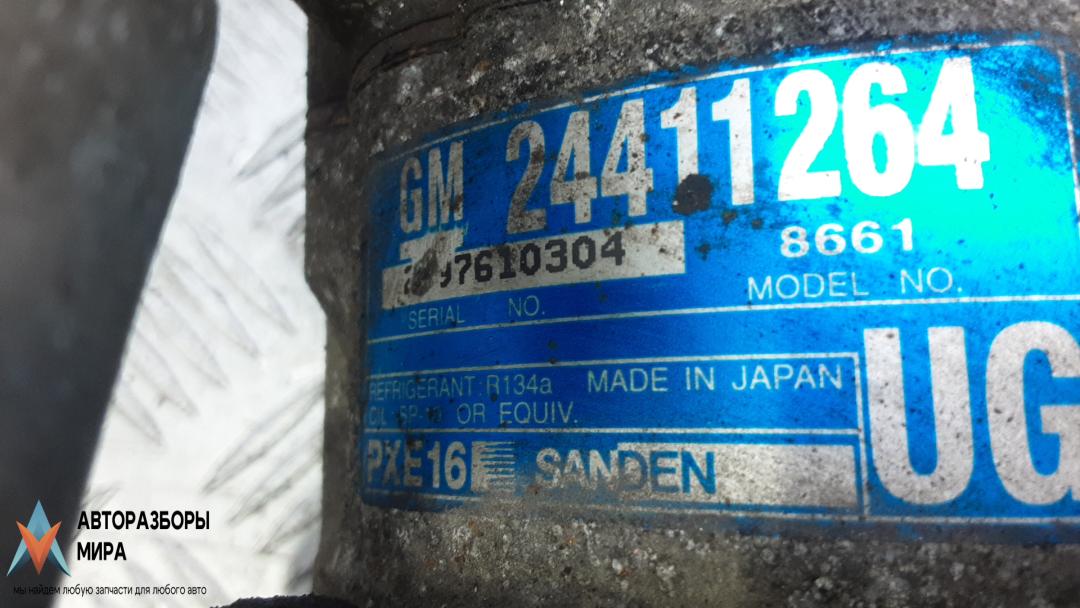 GM 24411264
97610304 8661
SERIAL NO. MODEL NO.
REFRIGERANT:R134a MADE IN JAPAN
OR EQUIV.
PXE16 SANDEN
UG
АВТОРАЗБОРЫ
МИРА
мы найдем любую запчасти для любого авто